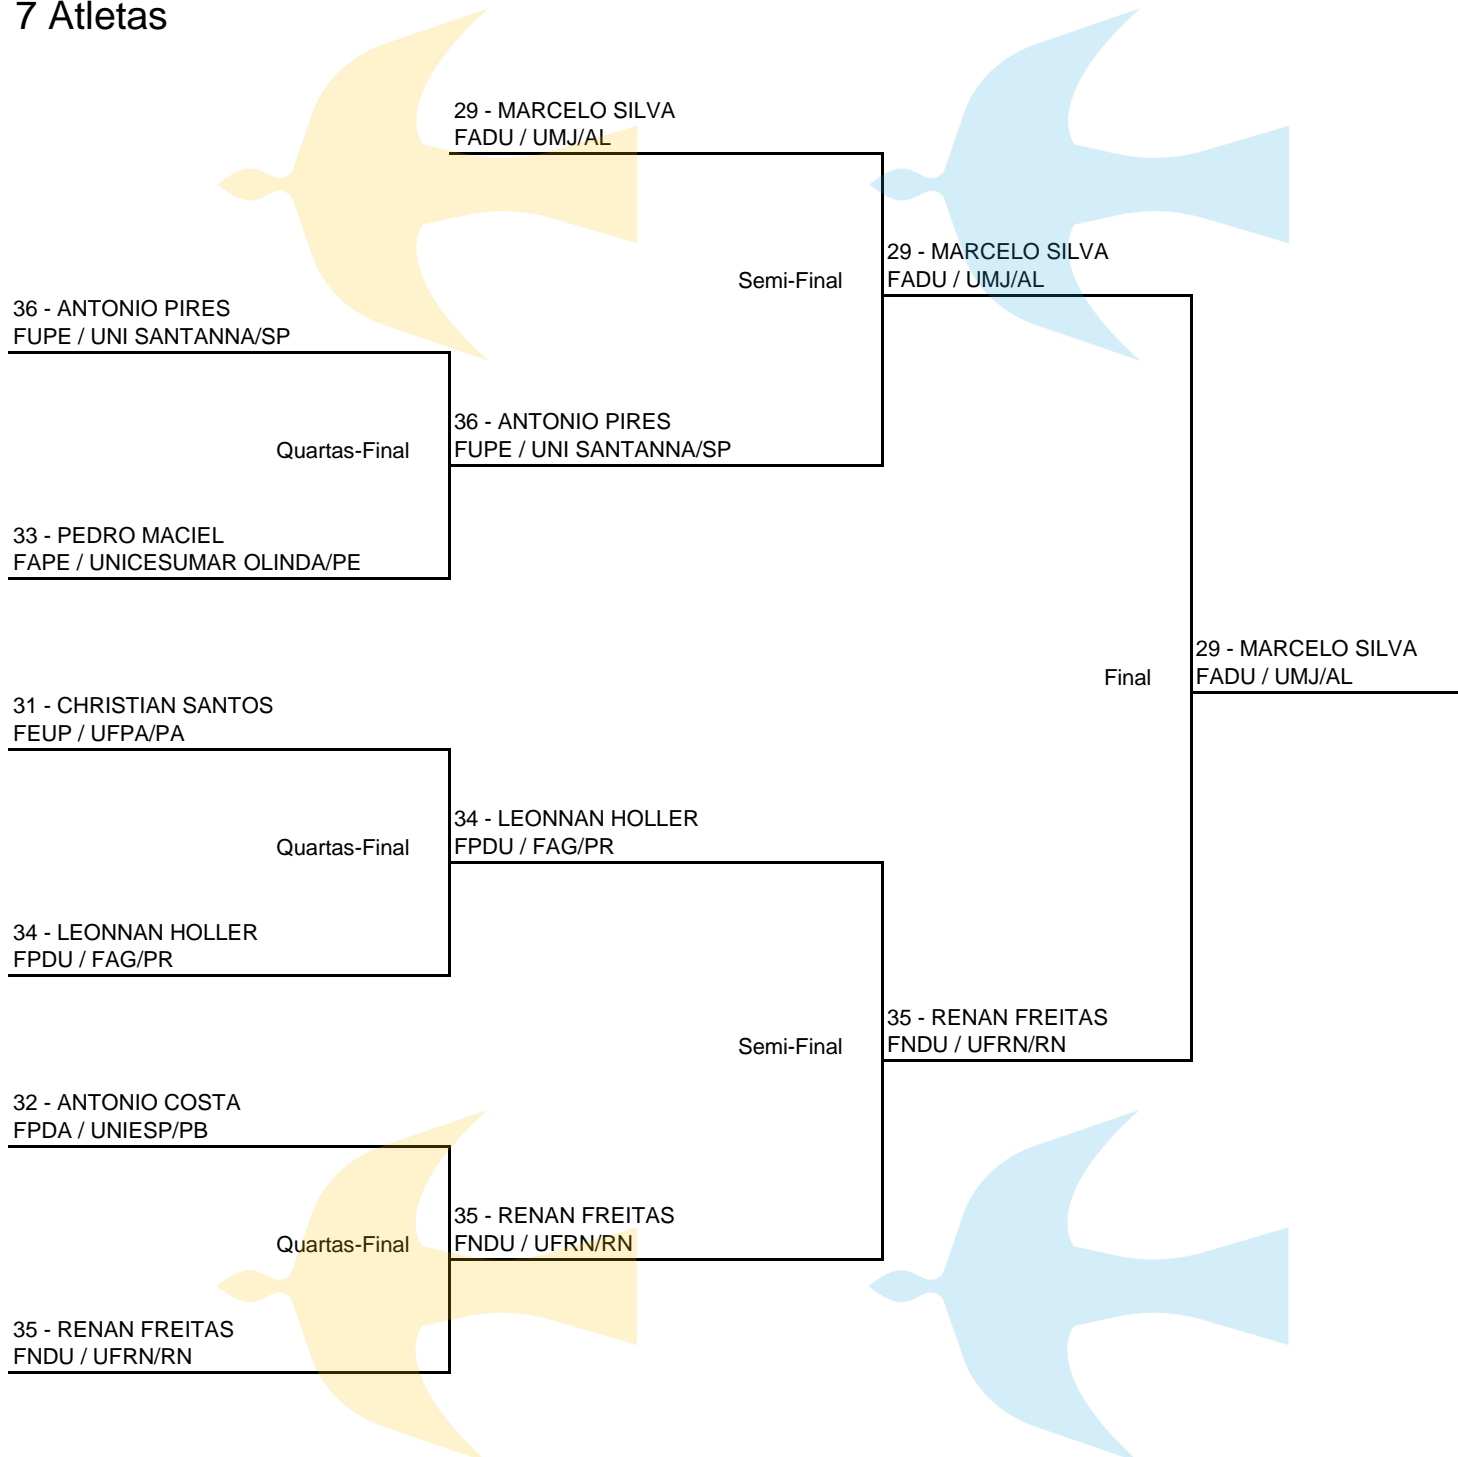 7 Atletas
29 - MARCELO SILVA
FADU / UMJ/AL
29 - MARCELO SILVA
FADU / UMJ/AL
Semi-Final
36 - ANTONIO PIRES
FUPE / UNI SANTANNA/SP
36 - ANTONIO PIRES
FUPE / UNI SANTANNA/SP
Quartas-Final
33 - PEDRO MACIEL
FAPE / UNICESUMAR OLINDA/PE
29 - MARCELO SILVA
FADU / UMJ/AL
Final
31 - CHRISTIAN SANTOS
FEUP / UFPA/PA
34 - LEONNAN HOLLER
FPDU / FAG/PR
Quartas-Final
34 - LEONNAN HOLLER
FPDU / FAG/PR
35 - RENAN FREITAS
FNDU / UFRN/RN
Semi-Final
32 - ANTONIO COSTA
FPDA / UNIESP/PB
35 - RENAN FREITAS
FNDU / UFRN/RN
Quartas-Final
35 - RENAN FREITAS
FNDU / UFRN/RN